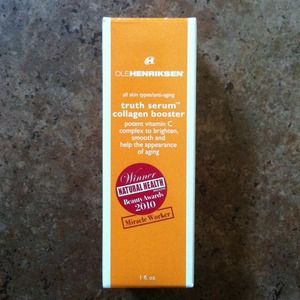 OLEHENRIKSEN
all skin types/anti-aging
truth serum™
collagen booster
potent vitamin C
complex to brighten,
smooth and
help the appearance
of aging
Winner
NATURAL HEALTH
Beauty Awards
2010
Miracle Worker
1 fl oz